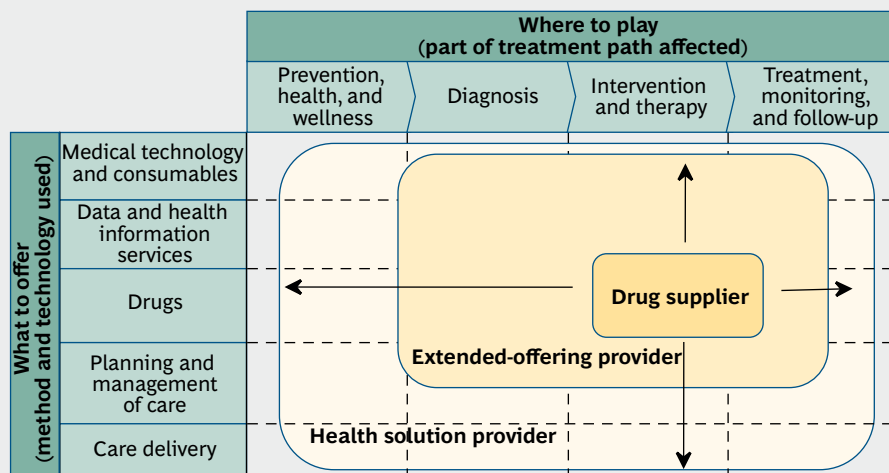 Where to play
(part of treatment path affected)
Prevention,
health, and
wellness
Diagnosis
Intervention
and therapy
Treatment,
monitoring,
and follow-up
What to offer
(method and technology used)
Medical technology
and consumables
Data and health
information
services
Drugs
Planning and
management
of care
Care delivery
Drug supplier
Extended-offering provider
Health solution provider